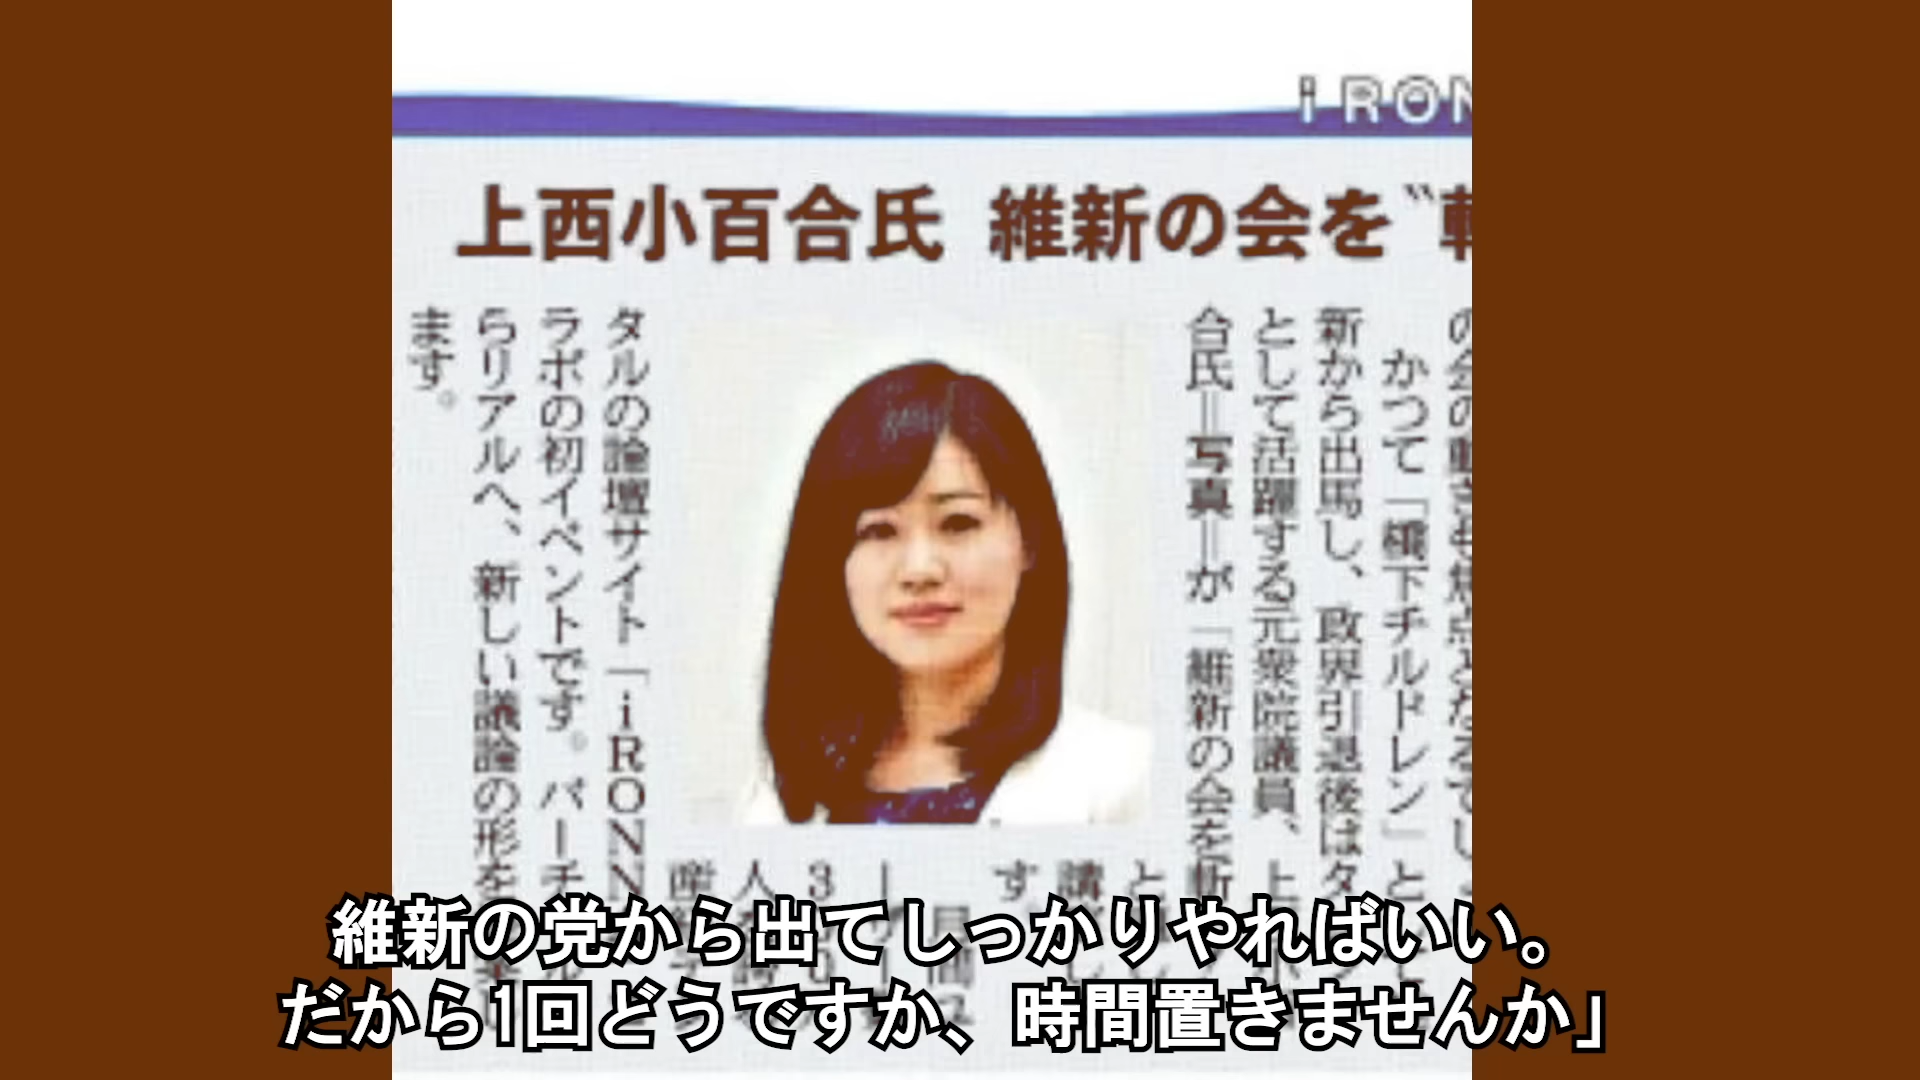 iRON
上西小百合氏 維新の会を〝斬
かつて「橋下チルドレン」と
新から出馬し、政界引退後はタ
として活躍する元衆院議員、上
合氏＝写真＝が「維新の会を斬
タルの論壇サイト「iRONN
ラボの初イベントです。バーチ
らリアルへ、新しい議論の形を
ます。
維新の党から出てしっかりやればいい。
だから1回どうですか、時間置きませんか」